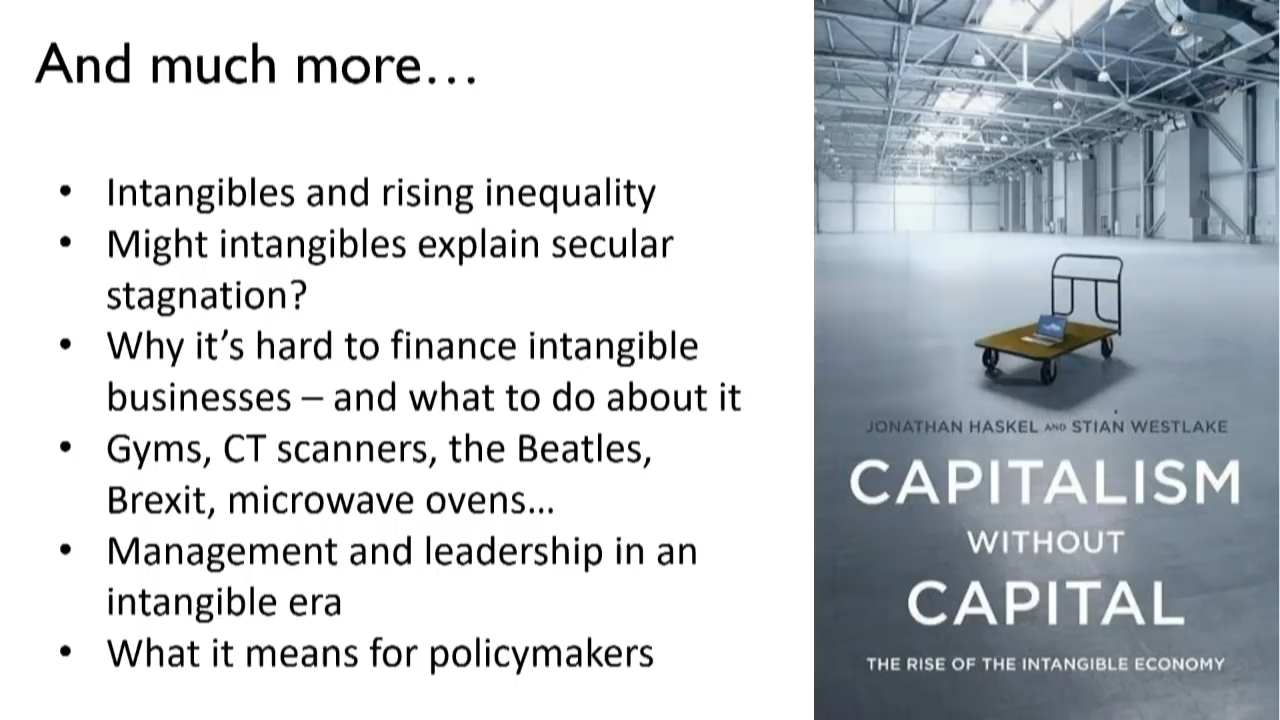 And much more…
• Intangibles and rising inequality
• Might intangibles explain secular
stagnation?
• Why it’s hard to finance intangible
businesses – and what to do about it
• Gyms, CT scanners, the Beatles,
Brexit, microwave ovens…
• Management and leadership in an
intangible era
• What it means for policymakers
JONATHAN HASKEL AND STIAN WESTLAKE
CAPITALISM
WITHOUT
CAPITAL
THE RISE OF THE INTANGIBLE ECONOMY